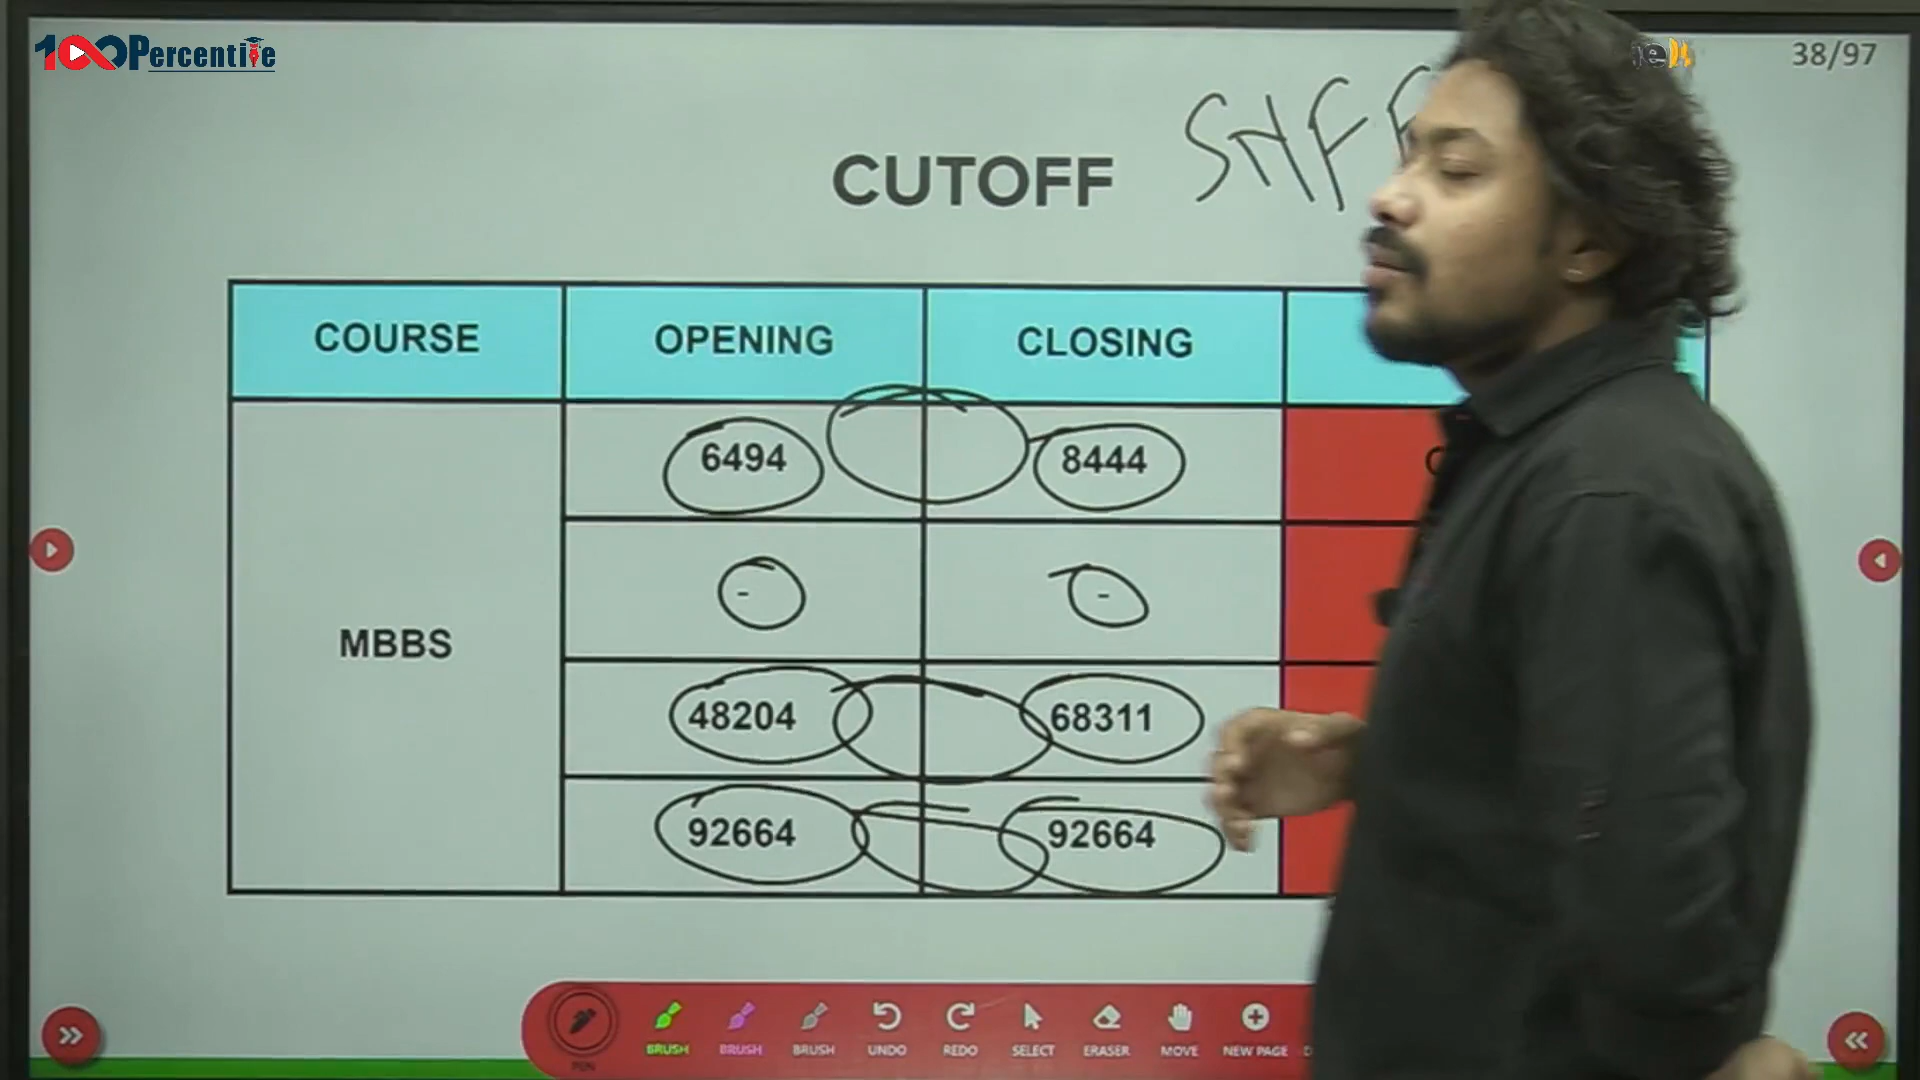 100Percentile
38/97
CUTOFF
COURSE OPENING CLOSING
6494 8444
- -
MBBS
48204 68311
92664 92664
PEN BRUSH BRUSH BRUSH UNDO REDO SELECT ERASER MOVE NEW PAGE